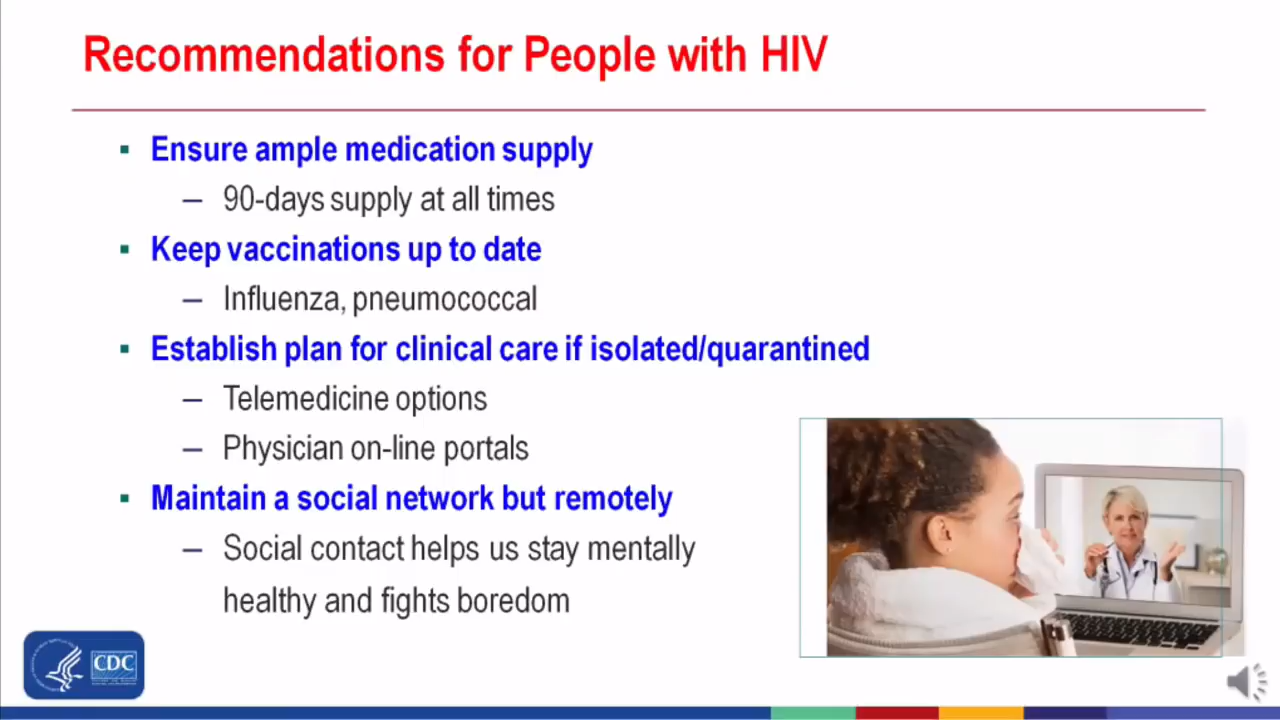 Recommendations for People with HIV
▪ Ensure ample medication supply
– 90-days supply at all times
▪ Keep vaccinations up to date
– Influenza, pneumococcal
▪ Establish plan for clinical care if isolated/quarantined
– Telemedicine options
– Physician on-line portals
▪ Maintain a social network but remotely
– Social contact helps us stay mentally
healthy and fights boredom
CDC